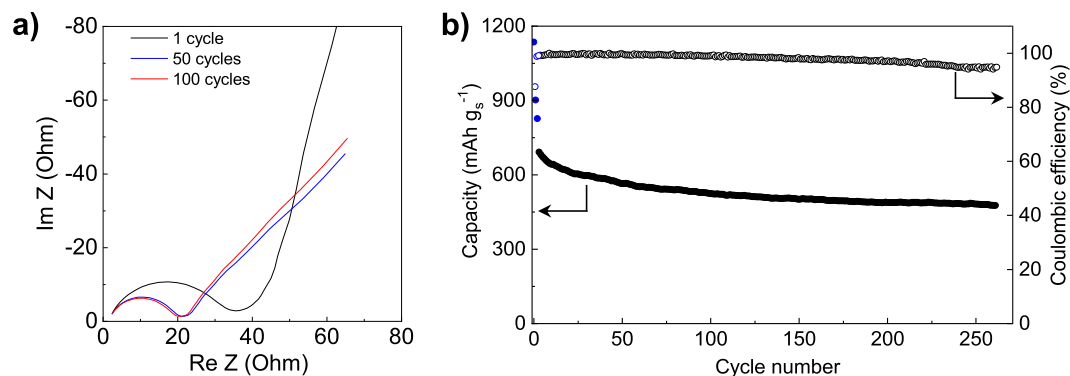 a)
-80
-60
-40
-20
0
Im Z (Ohm)
1 cycle
50 cycles
100 cycles
0 20 40 60 80
Re Z (Ohm)
b)
1200
900
600
300
0
Capacity (mAh gₛ⁻¹)
100
80
60
40
20
0
Coulombic efficiency (%)
0 50 100 150 200 250
Cycle number